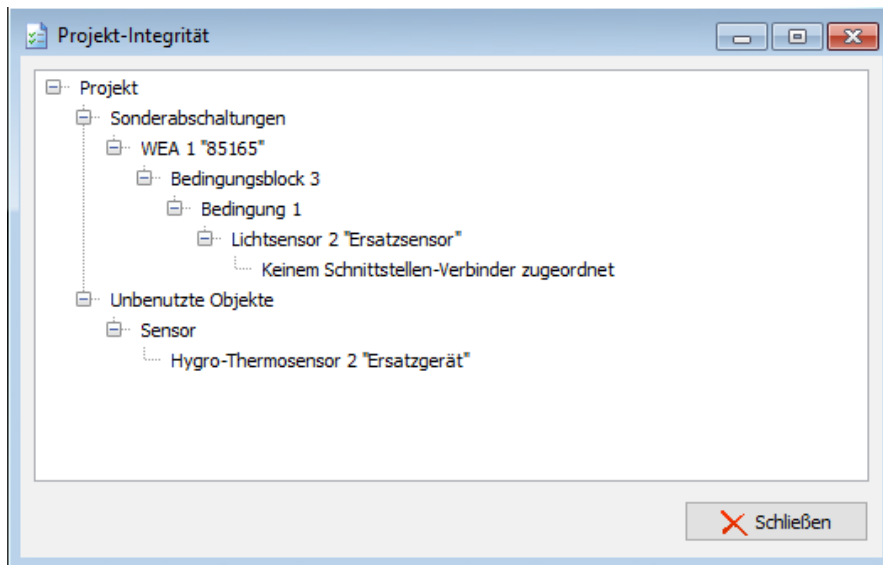 Projekt-Integrität
Projekt
Sonderabschaltungen
WEA 1 "85165"
Bedingungsblock 3
Bedingung 1
Lichtsensor 2 "Ersatzsensor"
Keinem Schnittstellen-Verbinder zugeordnet
Unbenutzte Objekte
Sensor
Hygro-Thermosensor 2 "Ersatzgerät"
Schließen